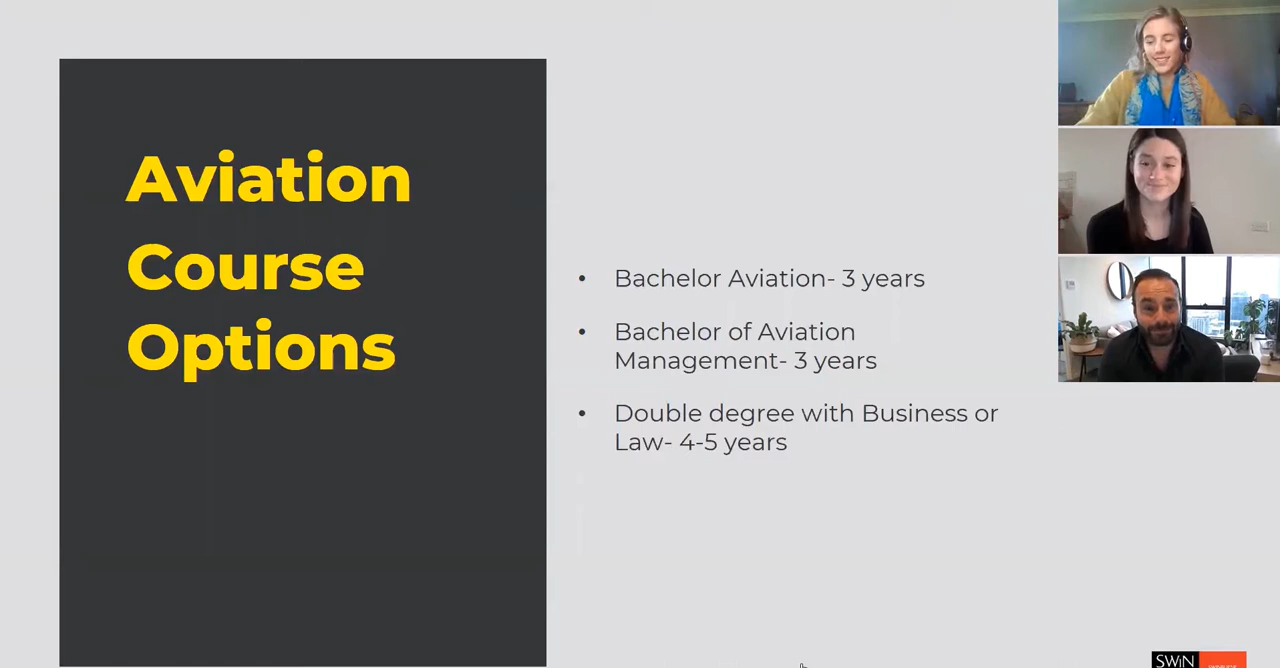 Aviation
Course
Options
• Bachelor Aviation- 3 years
• Bachelor of Aviation
Management- 3 years
• Double degree with Business or
Law- 4-5 years
SWiN